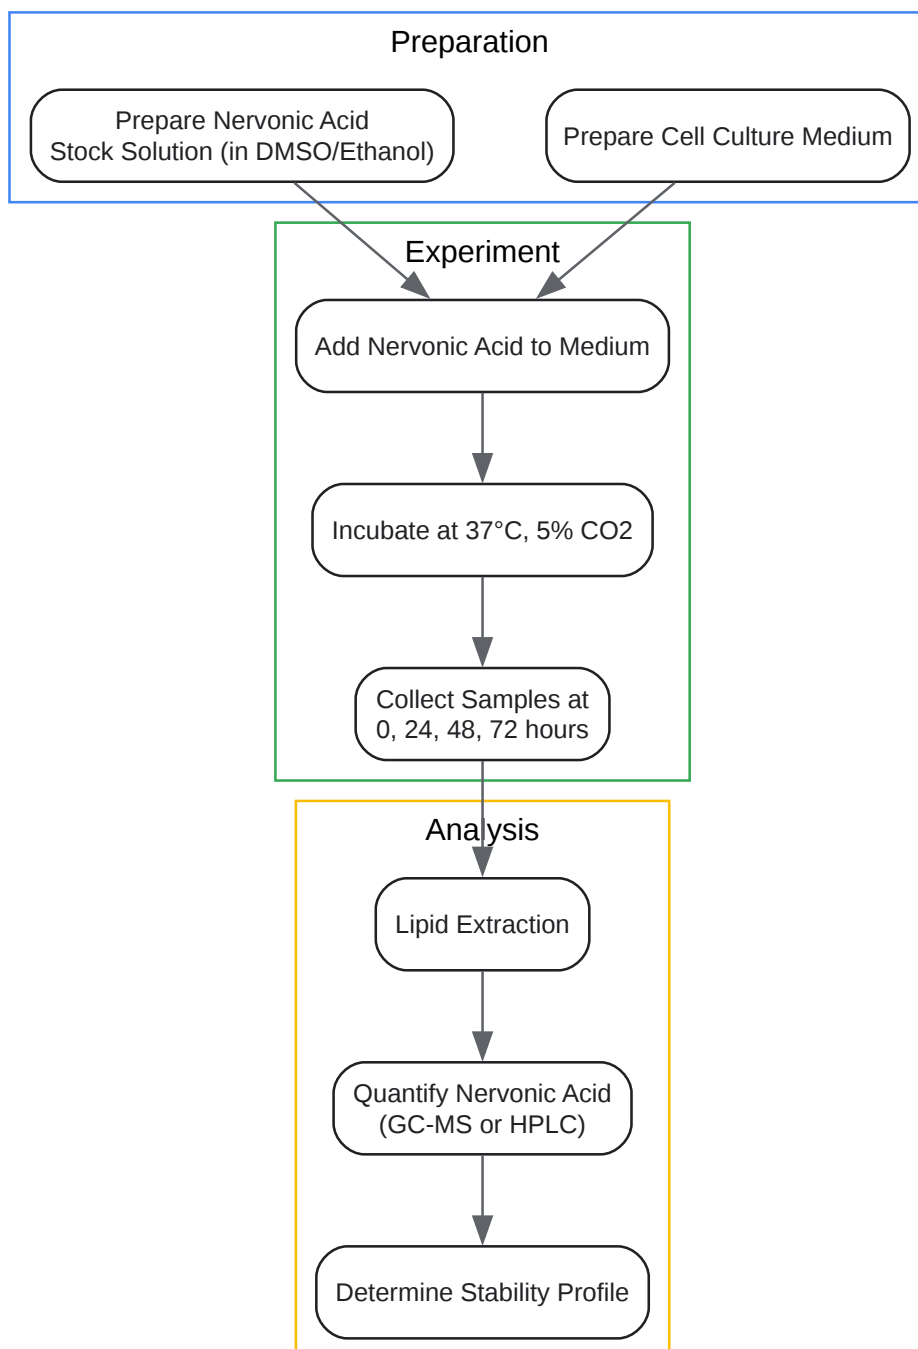 Preparation
Prepare Nervonic Acid
Stock Solution (in DMSO/Ethanol)
Prepare Cell Culture Medium
Experiment
Add Nervonic Acid to Medium
Incubate at 37°C, 5% CO2
Collect Samples at
0, 24, 48, 72 hours
Analysis
Lipid Extraction
Quantify Nervonic Acid
(GC-MS or HPLC)
Determine Stability Profile